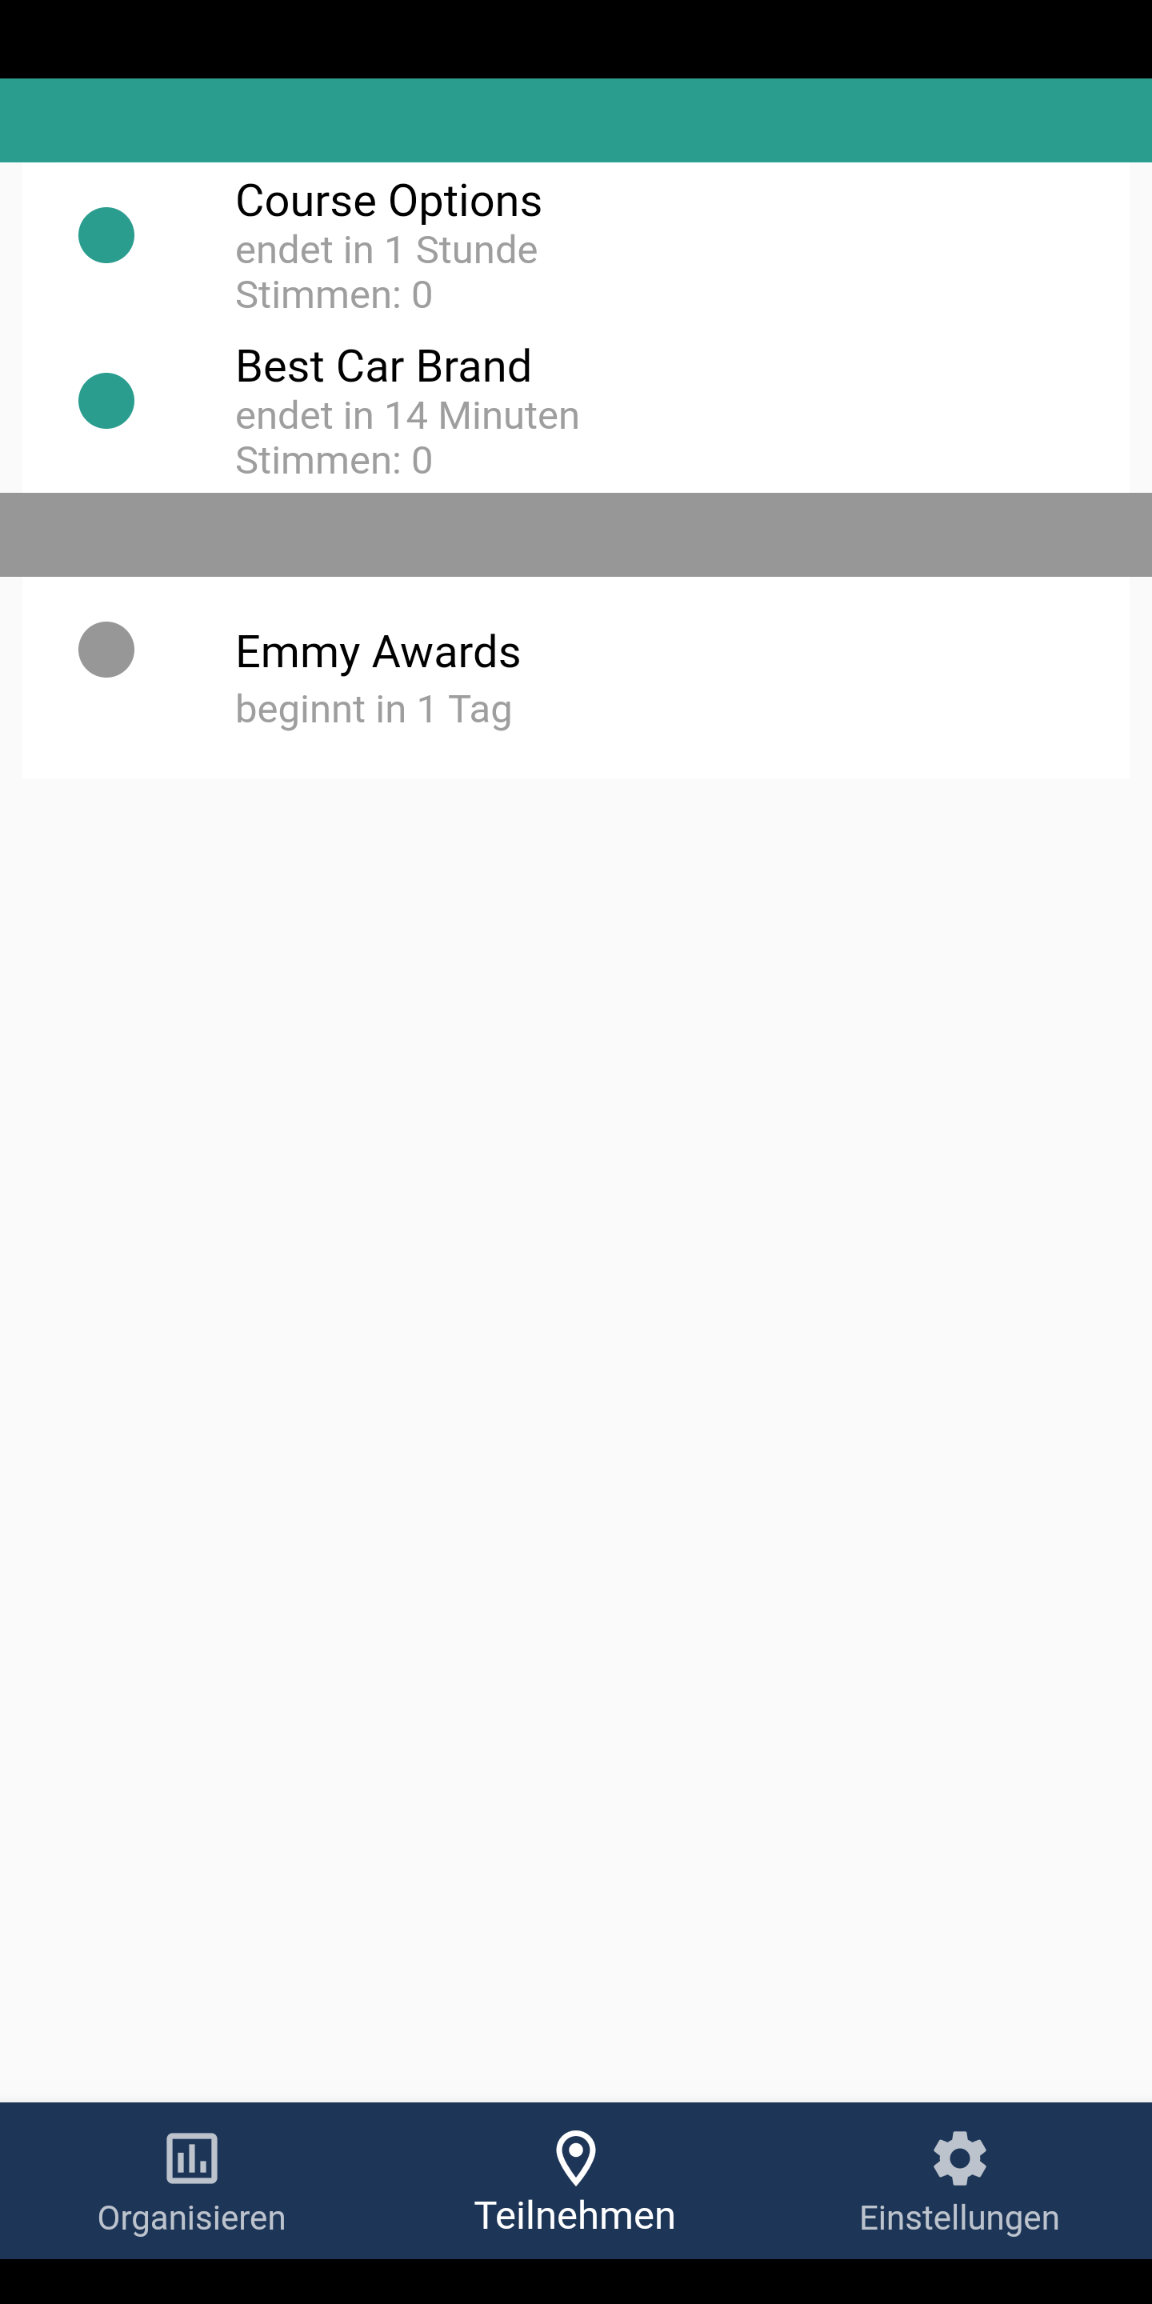 Course Options
endet in 1 Stunde
Stimmen: 0
Best Car Brand
endet in 14 Minuten
Stimmen: 0
Emmy Awards
beginnt in 1 Tag
Organisieren
Teilnehmen
Einstellungen